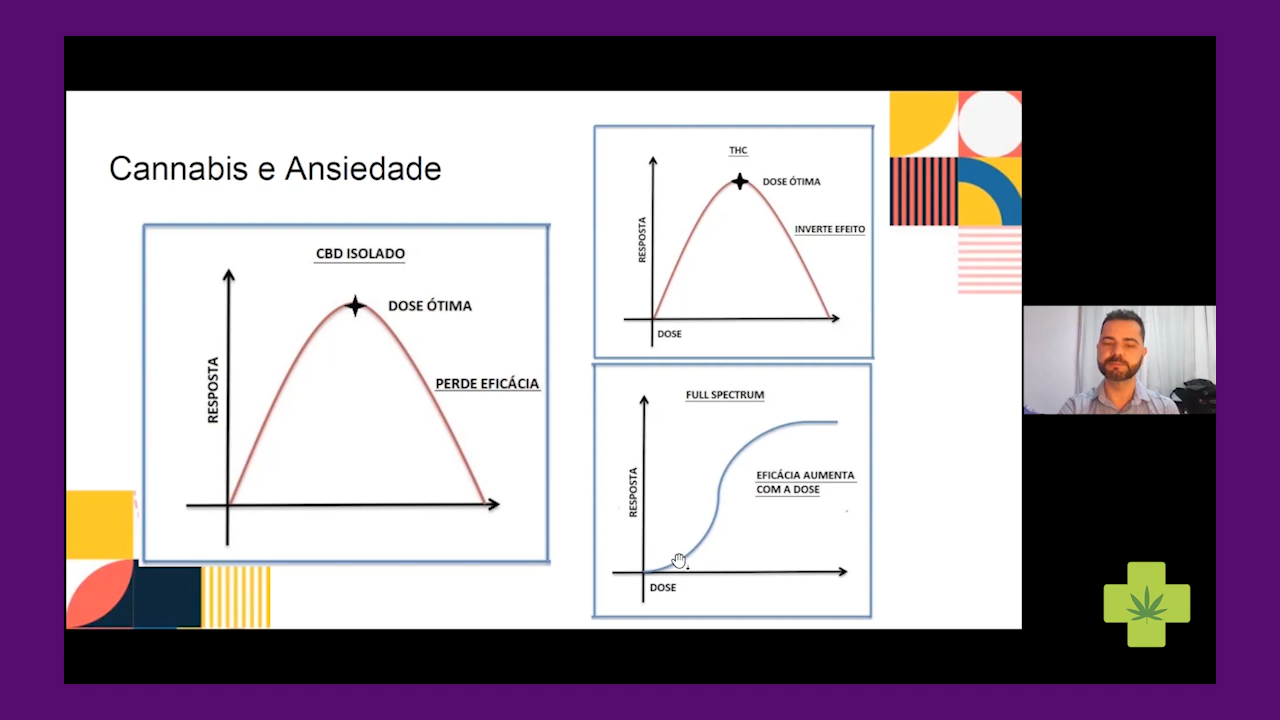 Cannabis e Ansiedade
CBD ISOLADO
DOSE ÓTIMA
PERDE EFICÁCIA
RESPOSTA
THC
DOSE ÓTIMA
INVERTE EFEITO
RESPOSTA
DOSE
FULL SPECTRUM
EFICÁCIA AUMENTA
COM A DOSE
RESPOSTA
DOSE